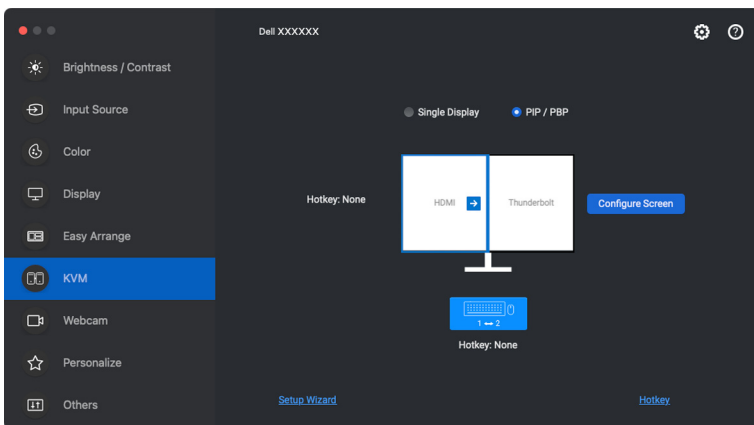 Dell XXXXXX
Brightness / Contrast
Input Source
Color
Display
Easy Arrange
KVM
Webcam
Personalize
Others
Single Display
PIP / PBP
Hotkey: None
HDMI
Thunderbolt
Configure Screen
1 2
Hotkey: None
Setup Wizard
Hotkey